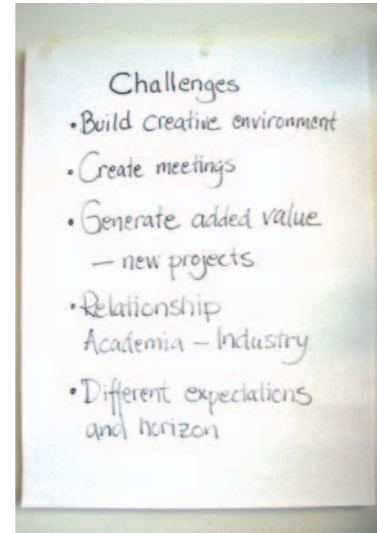 Challenges
• Build creative environment
• Create meetings
• Generate added value
— new projects
• Relationship
Academia – Industry
• Different expectations
and horizon